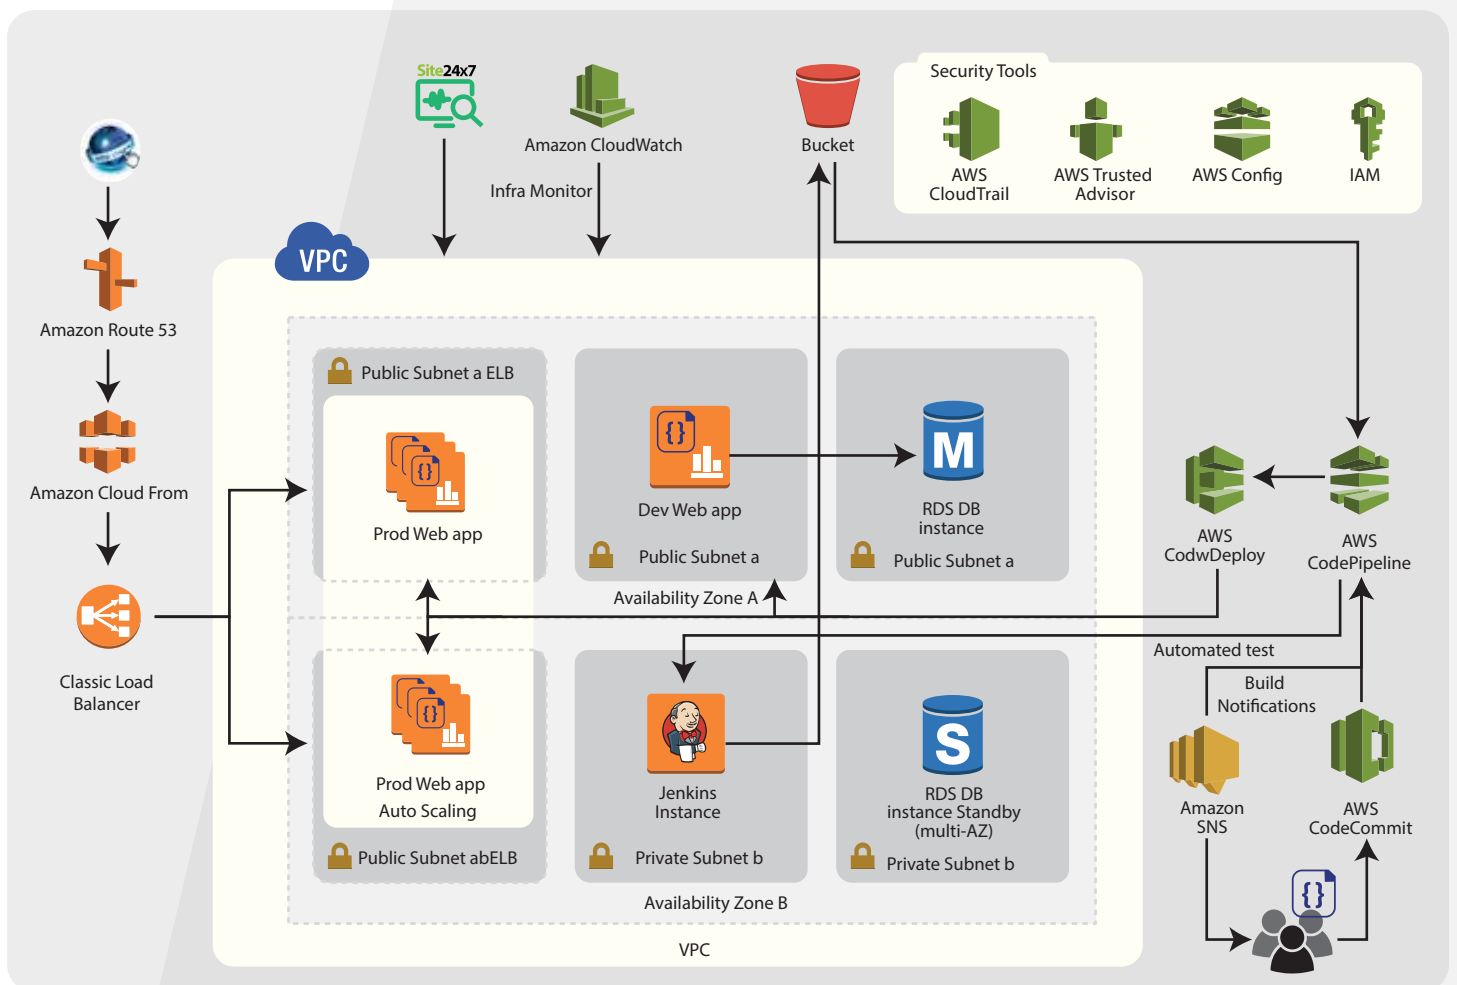 Site24x7
Amazon CloudWatch
Infra Monitor
Bucket
Security Tools
AWS
CloudTrail
AWS Trusted
Advisor
AWS Config
IAM
Amazon Route 53
Amazon Cloud From
Classic Load
Balancer
VPC
Public Subnet a ELB
{}
Prod Web app
{}
Dev Web app
Public Subnet a
M
RDS DB
instance
Public Subnet a
Availability Zone A
{}
Prod Web app
Auto Scaling
Public Subnet abELB
Jenkins
Instance
Private Subnet b
S
RDS DB
instance Standby
(multi-AZ)
Private Subnet b
Availability Zone B
VPC
AWS
CodwDeploy
AWS
CodePipeline
Automated test
Build
Notifications
Amazon
SNS
AWS
CodeCommit
{}